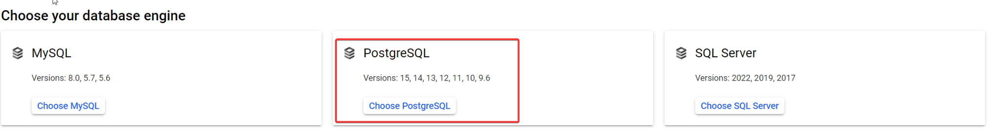 Choose your database engine
MySQL
Versions: 8.0, 5.7, 5.6
Choose MySQL
PostgreSQL
Versions: 15, 14, 13, 12, 11, 10, 9.6
Choose PostgreSQL
SQL Server
Versions: 2022, 2019, 2017
Choose SQL Server